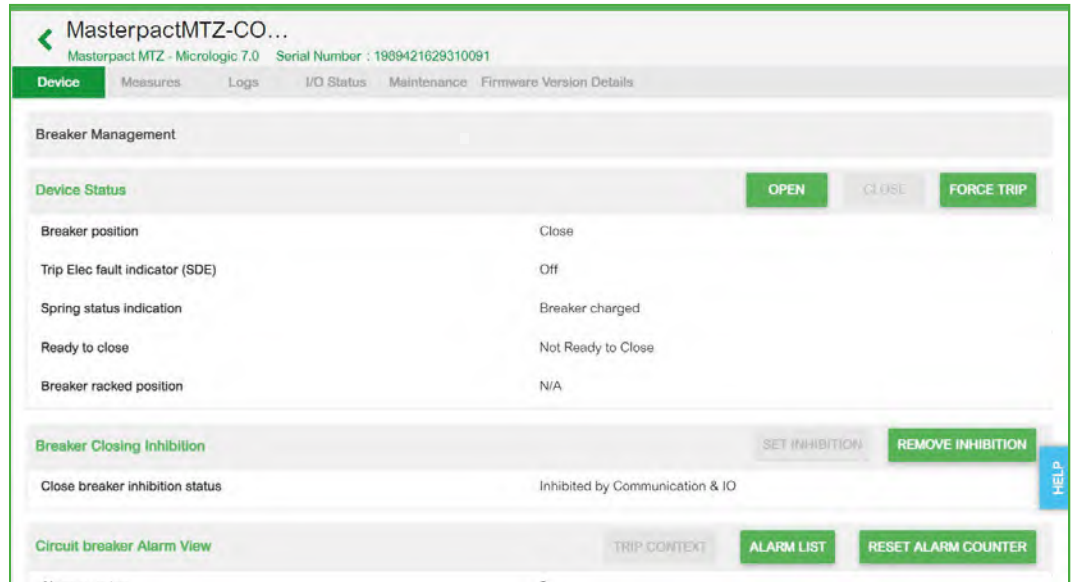 MasterpactMTZ-CO...
Masterpact MTZ - Micrologic 7.0 Serial Number : 1989421629310091
Device Measures Logs I/O Status Maintenance Firmware Version Details
Breaker Management
Device Status OPEN CLOSE FORCE TRIP
Breaker position Close
Trip Elec fault indicator (SDE) Off
Spring status indication Breaker charged
Ready to close Not Ready to Close
Breaker racked position N/A
Breaker Closing Inhibition SET INHIBITION REMOVE INHIBITION
HELP
Close breaker inhibition status Inhibited by Communication & IO
Circuit breaker Alarm View TRIP CONTEXT ALARM LIST RESET ALARM COUNTER